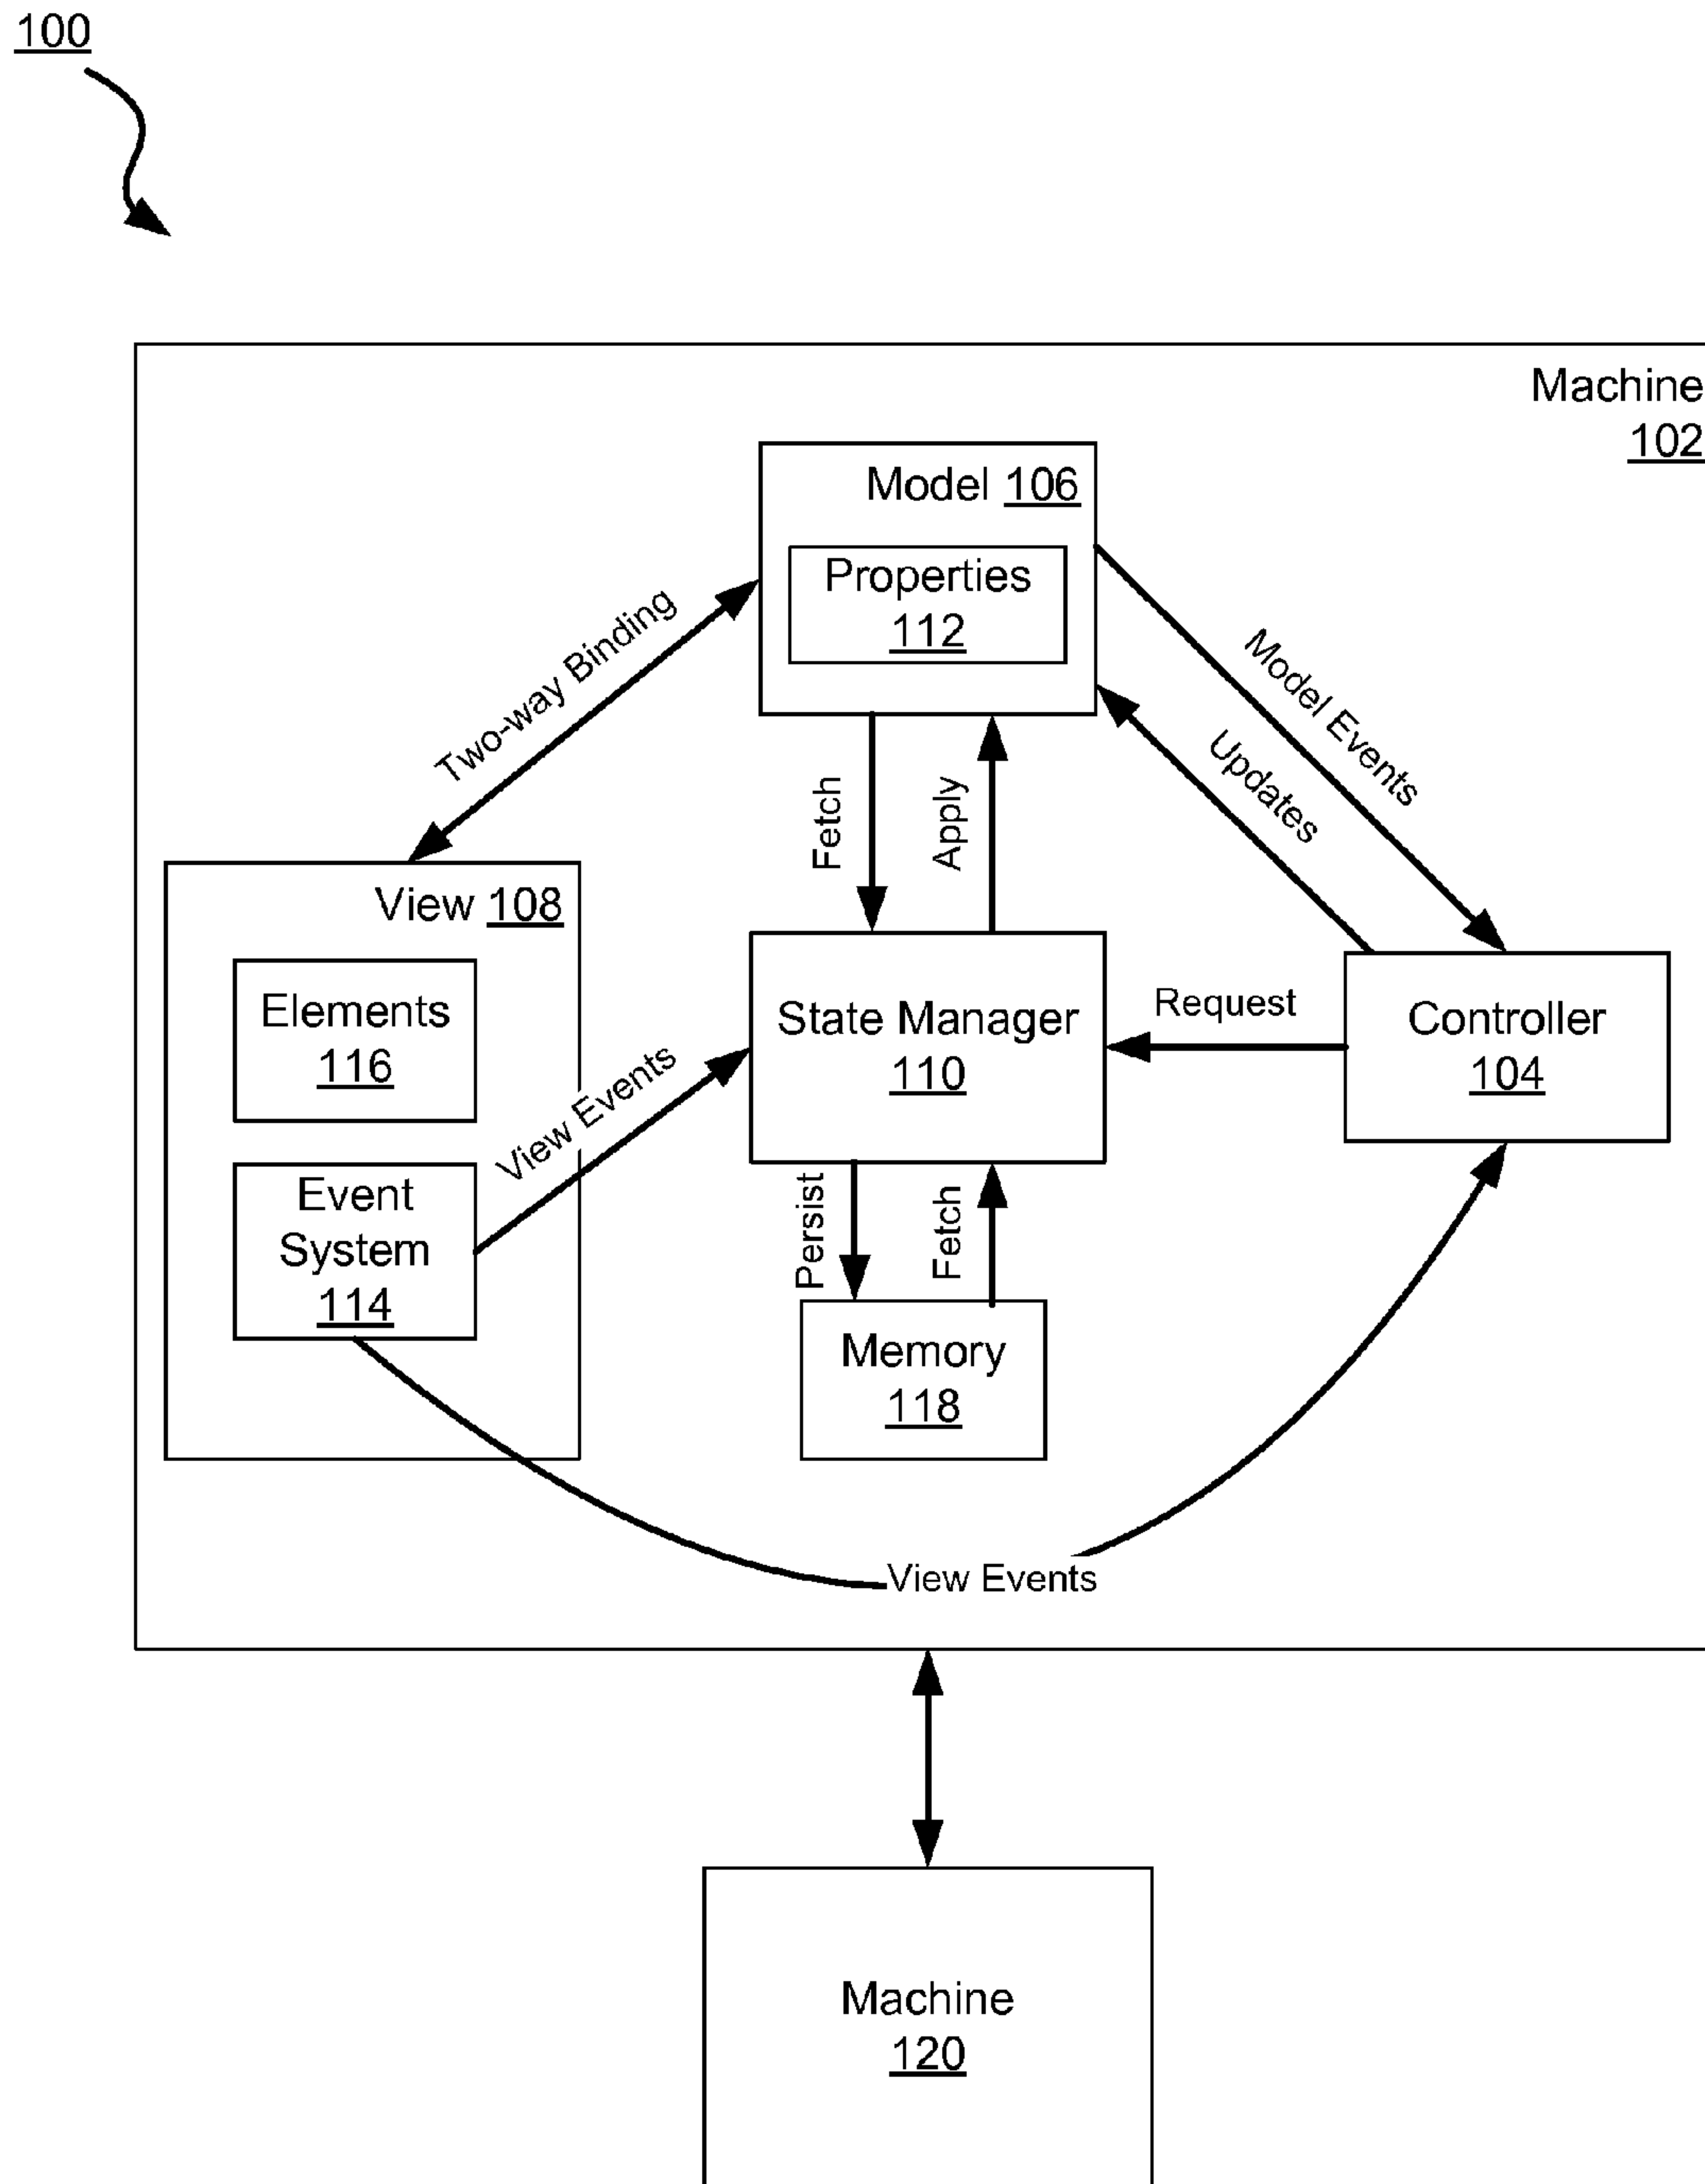 100
Machine
102
Model 106
Properties
112
Two-way Binding
Model Events
Updates
Fetch
Apply
View 108
Elements
116
State Manager
110
Request
Controller
104
View Events
Event
System
114
Persist
Fetch
Memory
118
View Events
Machine
120